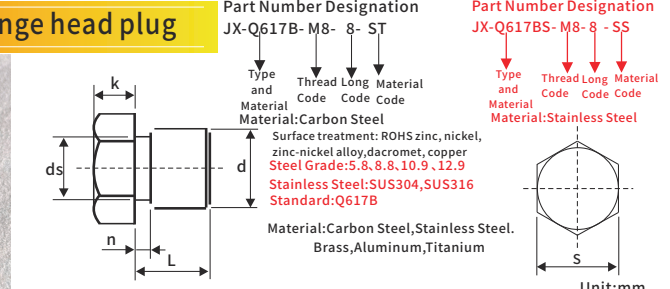 nge head plug
Part Number Designation
JX-Q617B- M8- 8- ST
Type and Material
Thread Code
Long Code
Material Code
Material:Carbon Steel
Surface treatment: ROHS zinc, nickel,
zinc-nickel alloy,dacromet, copper
Steel Grade:5.8、8.8、10.9 、12.9
Stainless Steel:SUS304,SUS316
Standard:Q617B
Material:Carbon Steel,Stainless Steel.
Brass,Aluminum,Titanium
Part Number Designation
JX-Q617BS- M8- 8 - SS
Type and Material
Thread Code
Long Code
Material Code
Material:Stainless Steel
k
ds
d
n
L
s
Unit:mm